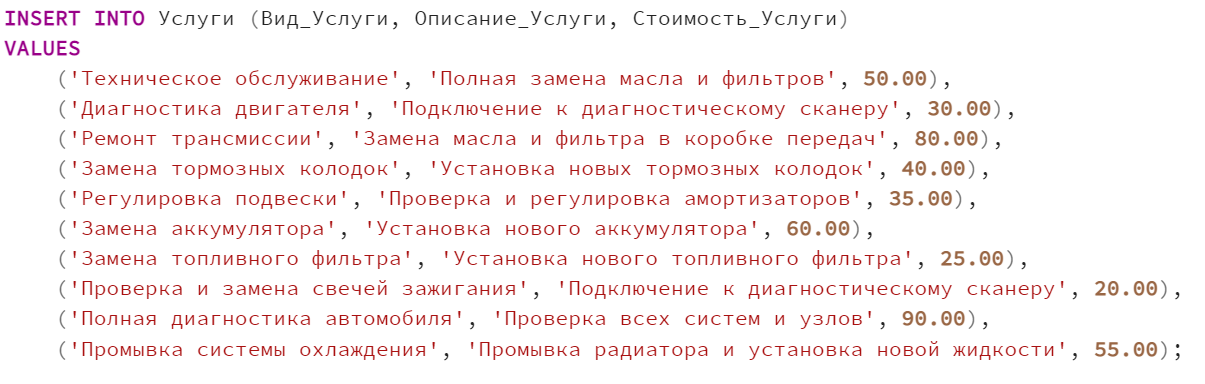 INSERT INTO Услуги (Вид_Услуги, Описание_Услуги, Стоимость_Услуги)
VALUES
    ('Техническое обслуживание', 'Полная замена масла и фильтров', 50.00),
    ('Диагностика двигателя', 'Подключение к диагностическому сканеру', 30.00),
    ('Ремонт трансмиссии', 'Замена масла и фильтра в коробке передач', 80.00),
    ('Замена тормозных колодок', 'Установка новых тормозных колодок', 40.00),
    ('Регулировка подвески', 'Проверка и регулировка амортизаторов', 35.00),
    ('Замена аккумулятора', 'Установка нового аккумулятора', 60.00),
    ('Замена топливного фильтра', 'Установка нового топливного фильтра', 25.00),
    ('Проверка и замена свечей зажигания', 'Подключение к диагностическому сканеру', 20.00),
    ('Полная диагностика автомобиля', 'Проверка всех систем и узлов', 90.00),
    ('Промывка системы охлаждения', 'Промывка радиатора и установка новой жидкости', 55.00);